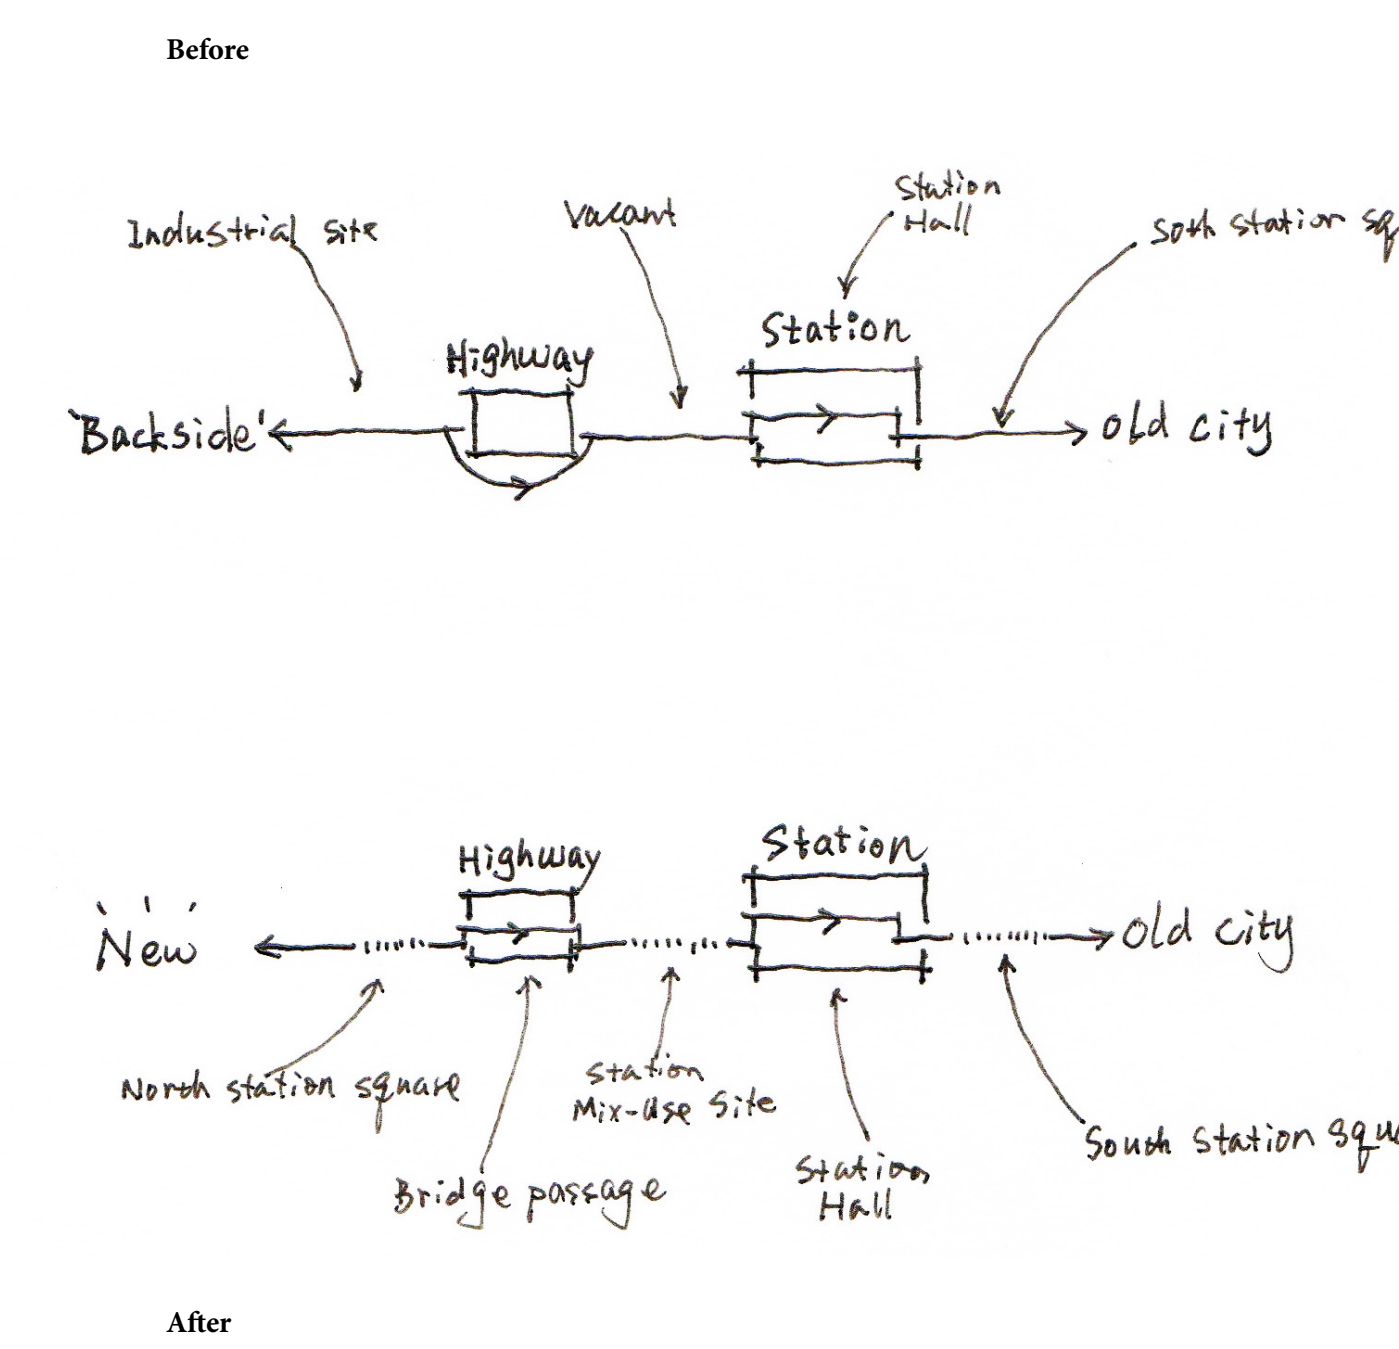 Before
Station
Hall
Industrial site
Vacant
Soth station sq
Station
Highway
'Backside'
old city
Station
Highway
'New'
Old city
North station square
Station
Mix-Use Site
South station squ
Station
Hall
Bridge passage
After